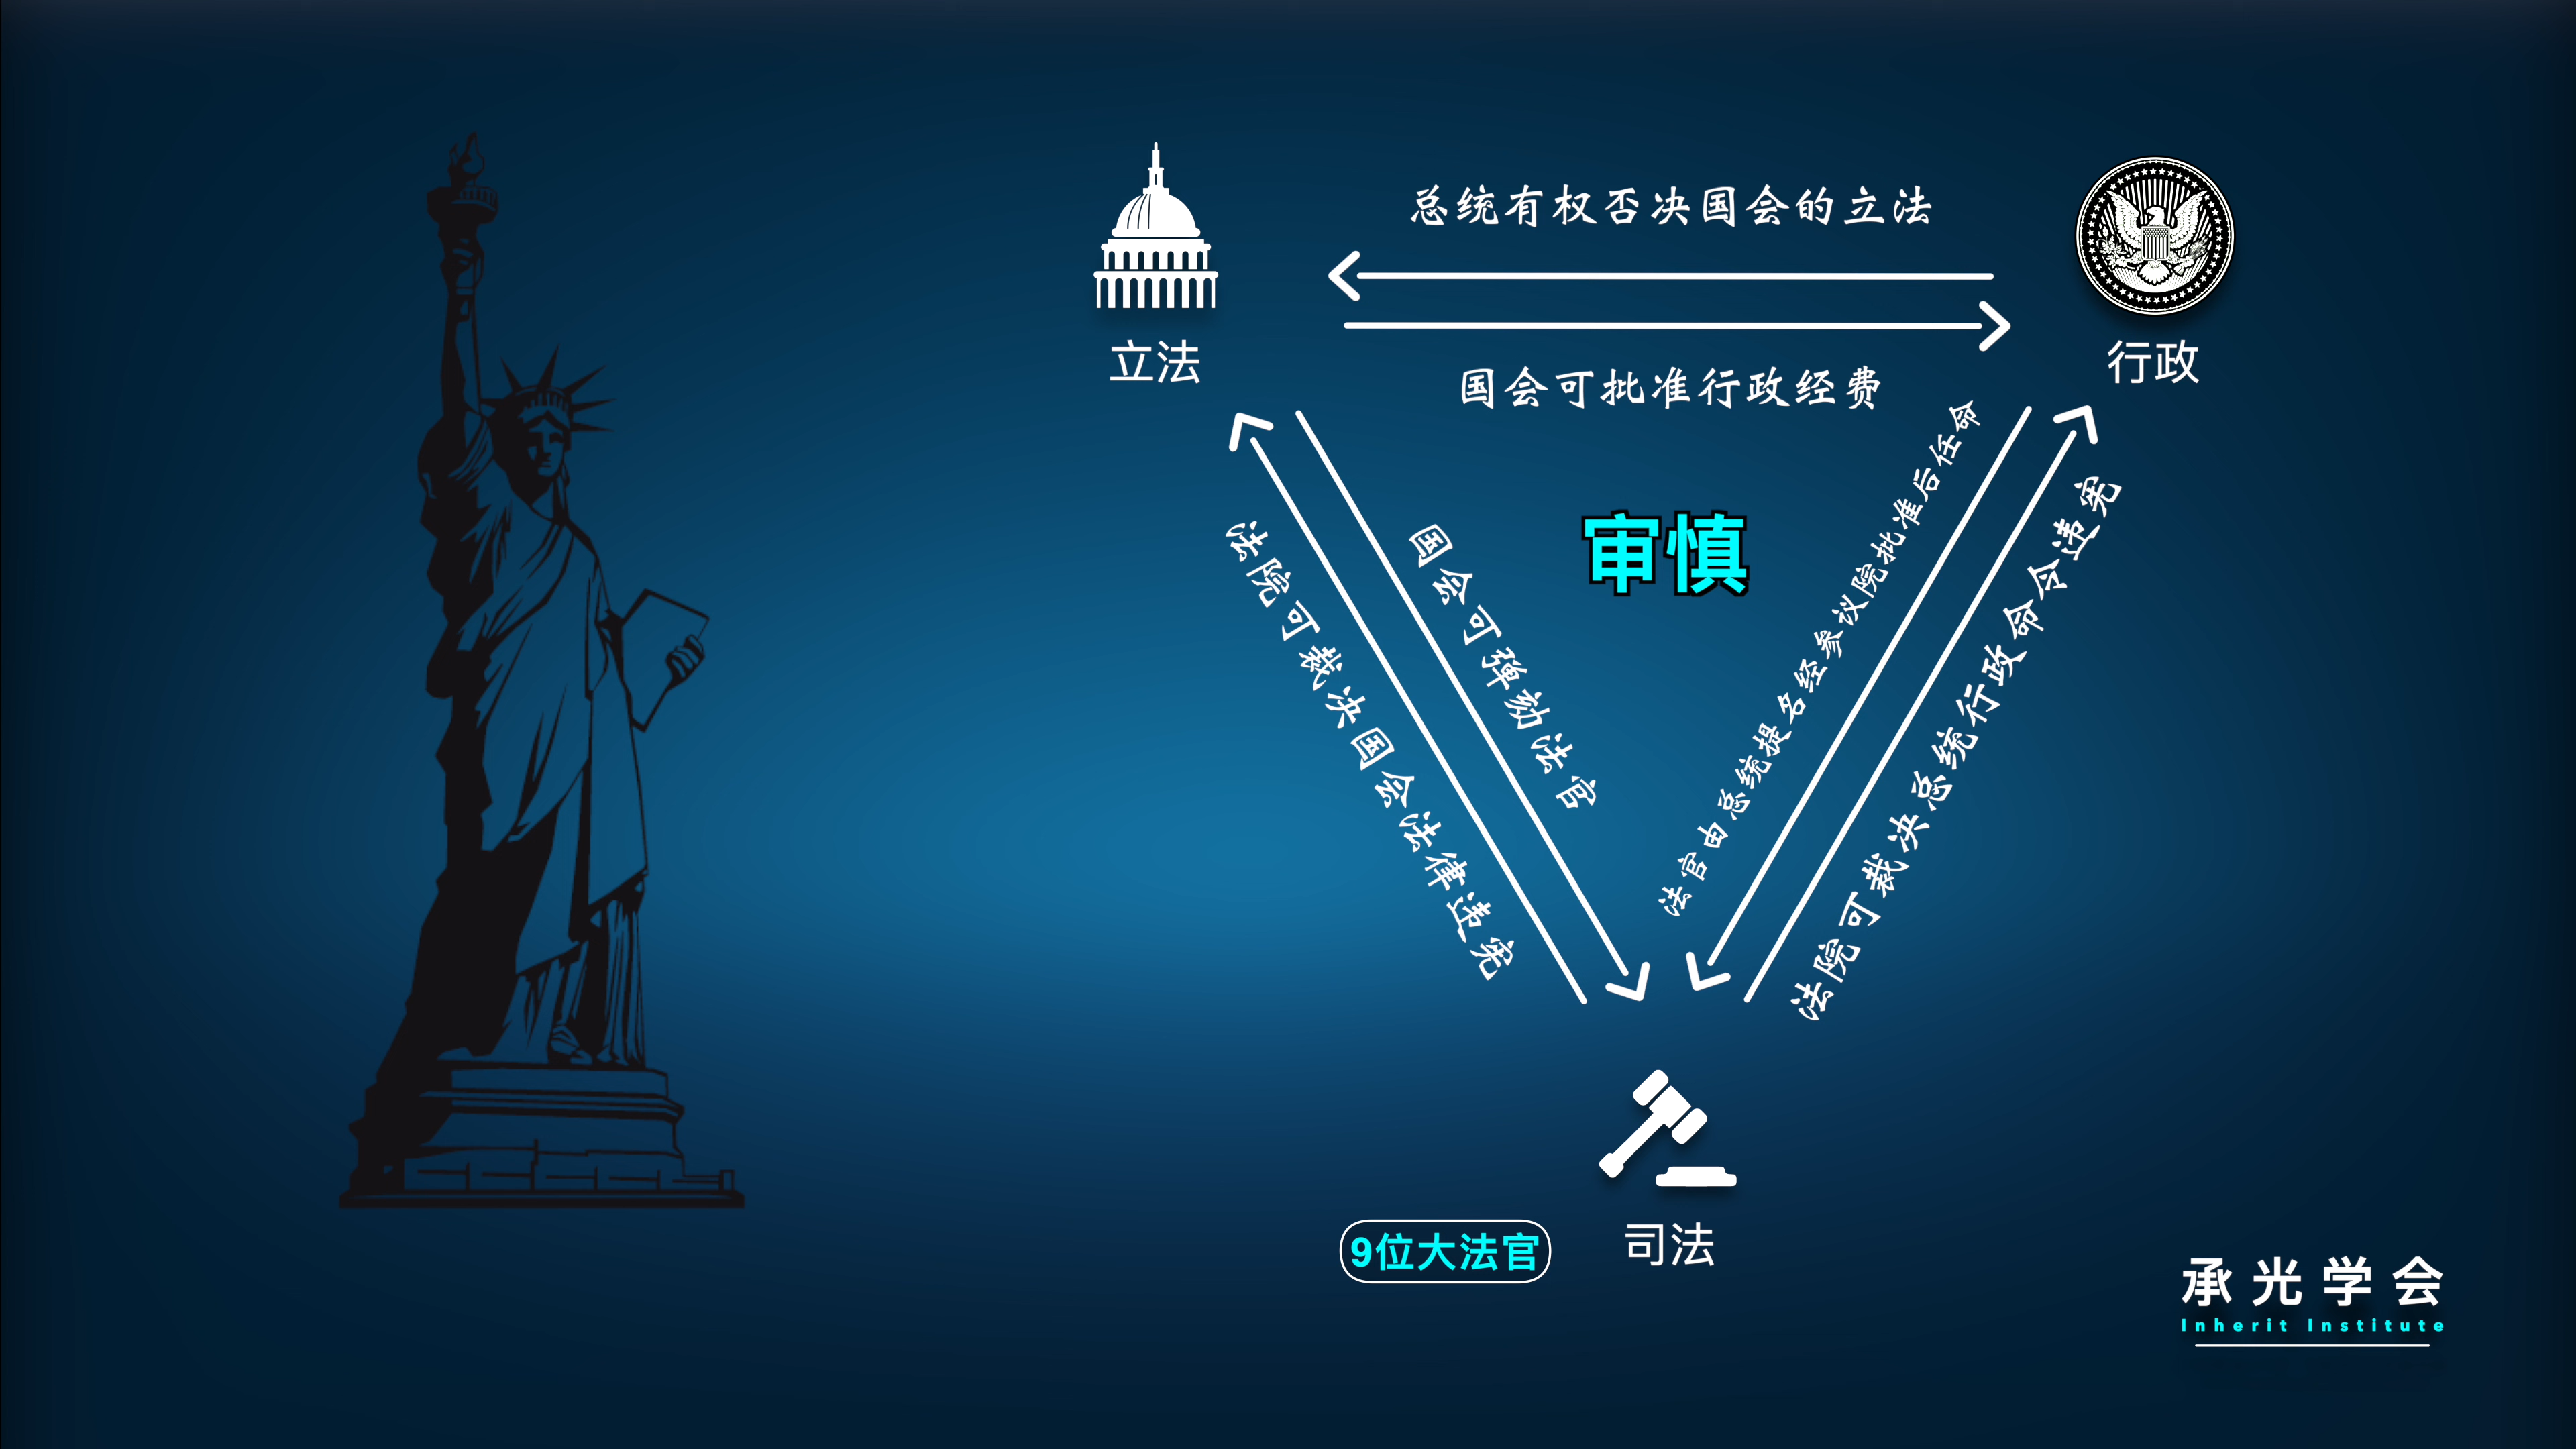 总统有权否决国会的立法
立法
行政
国会可批准行政经费
审慎
法院可裁决国会法律违宪
国会可弹劾法官
法官由总统提名经参议院批准后任命
法院可裁决总统行政命令违宪
司法
9位大法官
承光学会
Inherit Institute